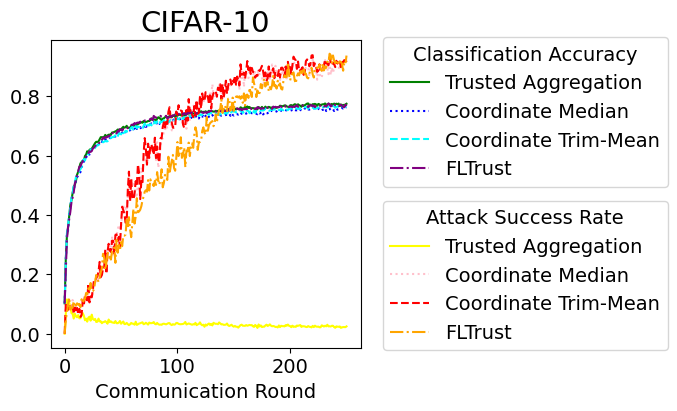 CIFAR-10
0.8
0.6
0.4
0.2
0.0
0
100
200
Communication Round
Classification Accuracy
Trusted Aggregation
Coordinate Median
Coordinate Trim-Mean
FLTrust
Attack Success Rate
Trusted Aggregation
Coordinate Median
Coordinate Trim-Mean
FLTrust